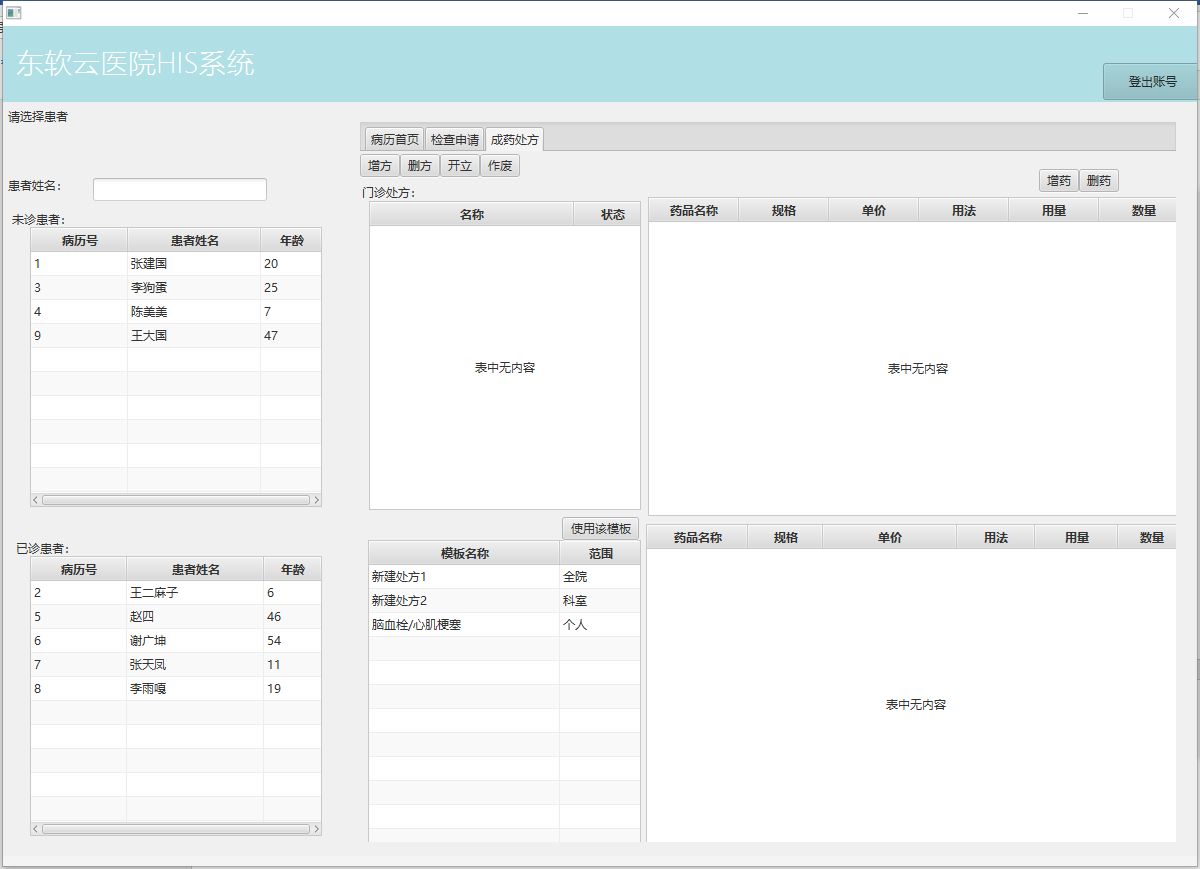 东软云医院HIS系统
登出账号
请选择患者
患者姓名:
未诊患者:
病历号 患者姓名 年龄
1 张建国 20
3 李狗蛋 25
4 陈美美 7
9 王大国 47
已诊患者:
病历号 患者姓名 年龄
2 王二麻子 6
5 赵四 46
6 谢广坤 54
7 张天凤 11
8 李雨嘎 19
病历首页 检查申请 成药处方
增方 删方 开立 作废
门诊处方:
名称 状态
表中无内容
增药 删药
药品名称 规格 单价 用法 用量 数量
表中无内容
使用该模板
模板名称 范围
新建处方1 全院
新建处方2 科室
脑血栓/心肌梗塞 个人
药品名称 规格 单价 用法 用量 数量
表中无内容